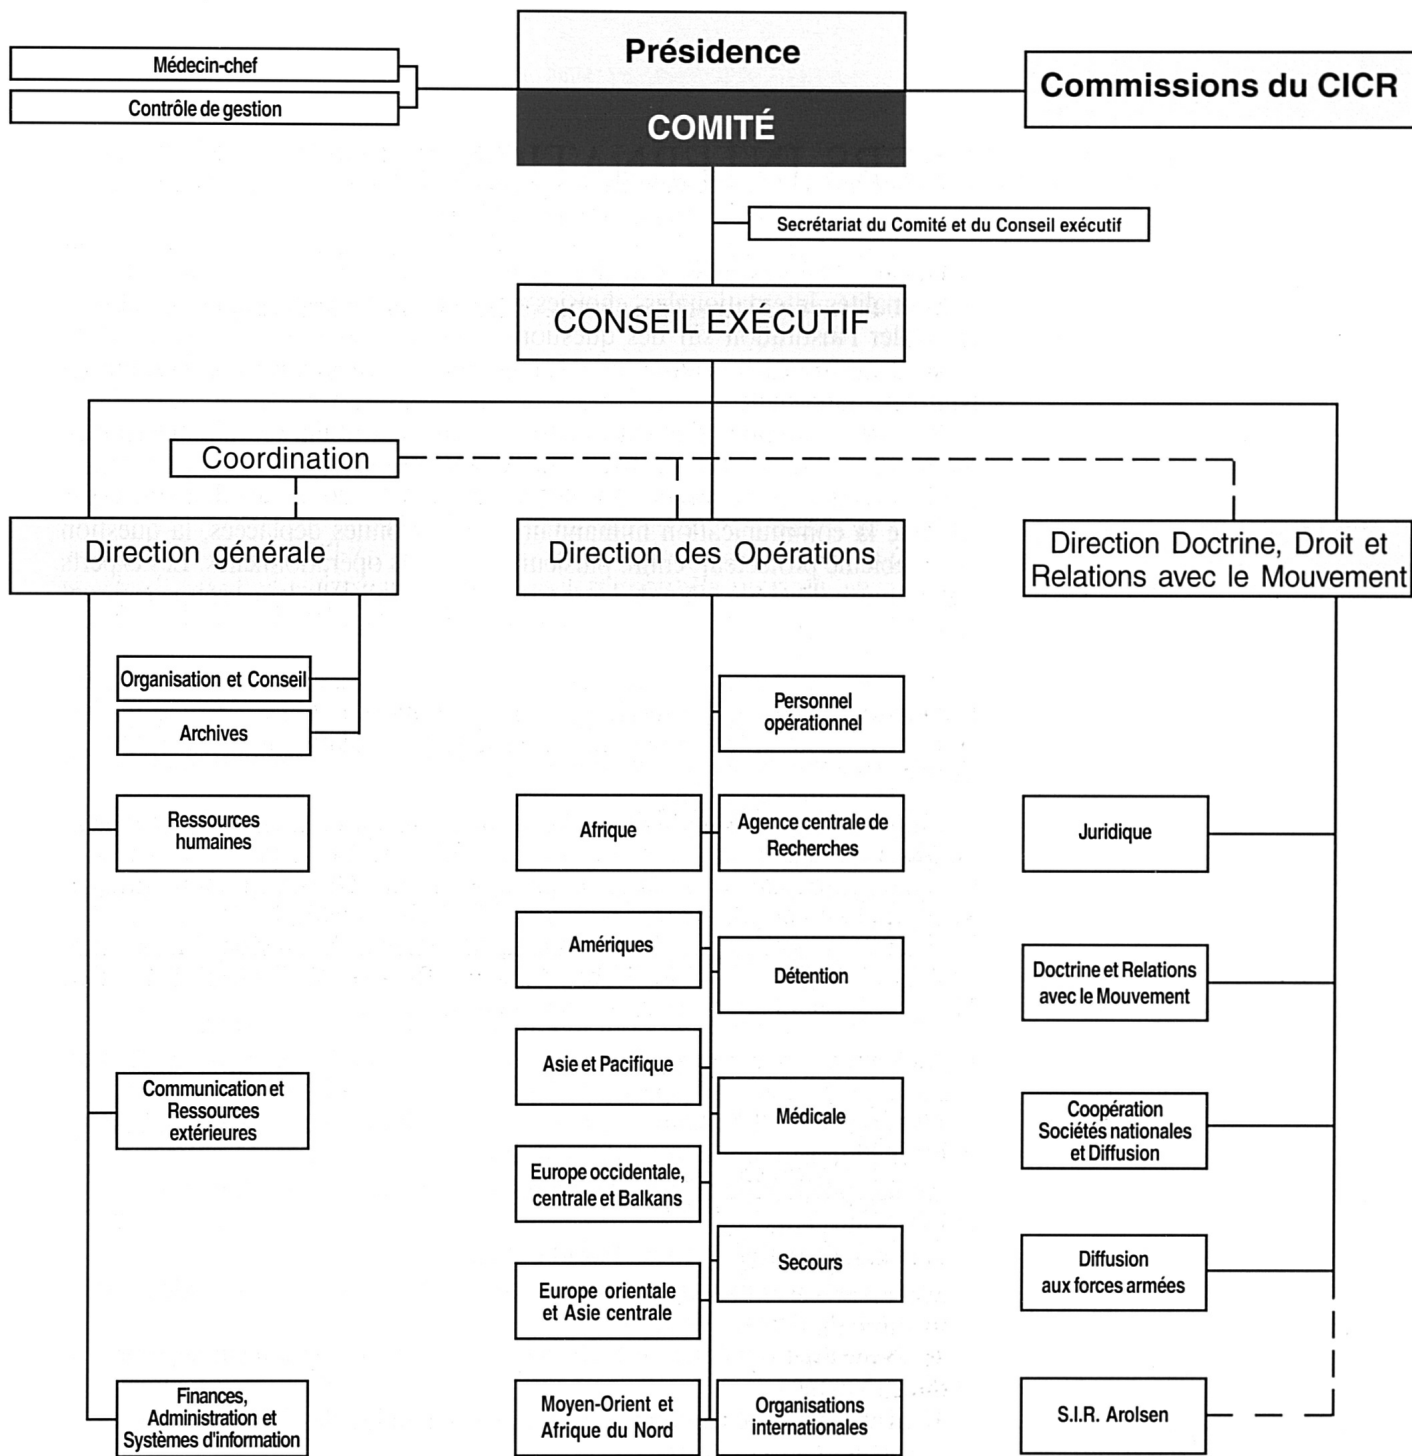 Présidence
COMITÉ
Médecin-chef
Contrôle de gestion
Commissions du CICR
Secrétariat du Comité et du Conseil exécutif
CONSEIL EXÉCUTIF
Coordination
Direction générale
Direction des Opérations
Direction Doctrine, Droit et
Relations avec le Mouvement
Organisation et Conseil
Archives
Ressources
humaines
Communication et
Ressources
extérieures
Finances,
Administration et
Systèmes d'information
Personnel
opérationnel
Afrique
Agence centrale de
Recherches
Amériques
Détention
Asie et Pacifique
Médicale
Europe occidentale,
centrale et Balkans
Secours
Europe orientale
et Asie centrale
Moyen-Orient et
Afrique du Nord
Organisations
internationales
Juridique
Doctrine et Relations
avec le Mouvement
Coopération
Sociétés nationales
et Diffusion
Diffusion
aux forces armées
S.I.R. Arolsen